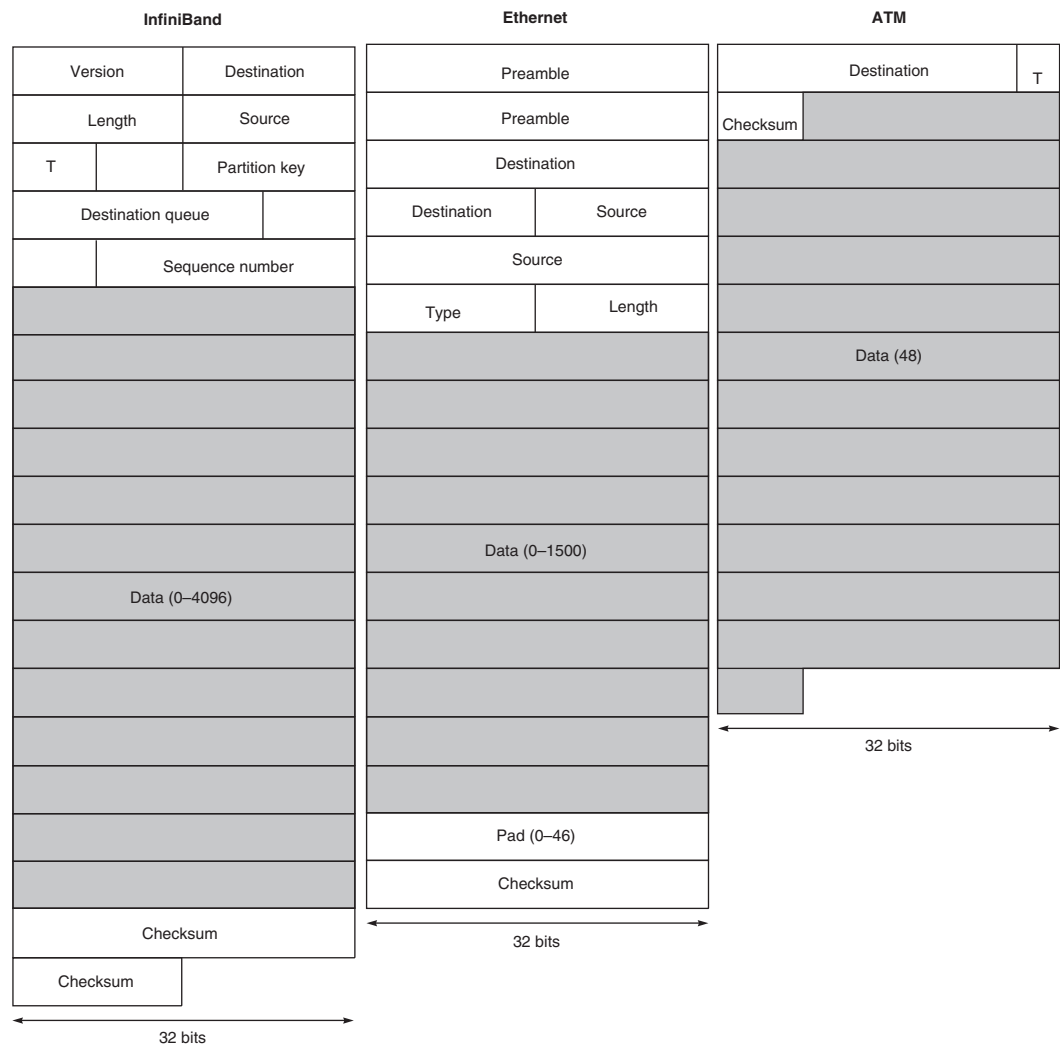 InfiniBand
Version
Destination
Length
Source
T
Partition key
Destination queue
Sequence number
Data (0–4096)
Checksum
Checksum
32 bits
Ethernet
Preamble
Preamble
Destination
Destination
Source
Source
Type
Length
Data (0–1500)
Pad (0–46)
Checksum
32 bits
ATM
Destination
T
Checksum
Data (48)
32 bits